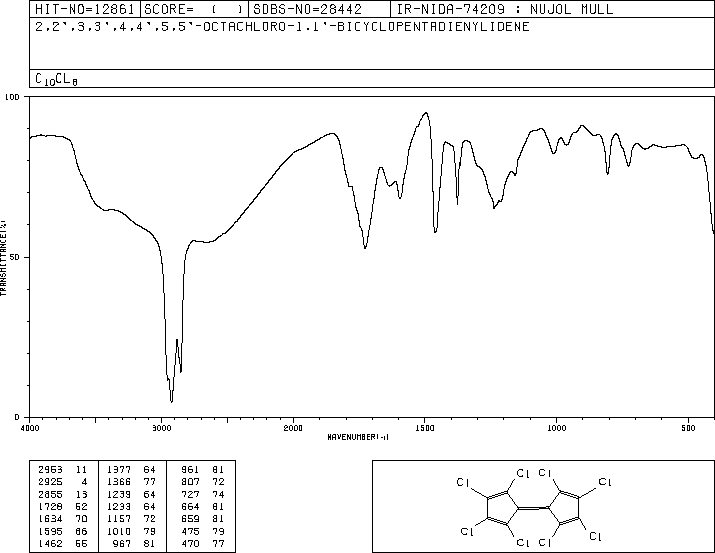 HIT-NO=12861 SCORE= ( ) SDBS-NO=28442 IR-NIDA-74209 : NUJOL MULL
2,2',3,3',4,4',5,5'-OCTACHLORO-1,1'-BICYCLOPENTADIENYLIDENE
C10CL8
100
50
0
TRANSMITTANCE(%)
4000 3000 2000 1500 1000 500
WAVENUMBER(-1)
2963 11 1377 64 961 81
2925 4 1366 77 807 72
2855 13 1239 64 727 74
1728 52 1233 64 664 81
1634 70 1157 72 659 81
1595 66 1010 79 475 79
1462 55 967 81 470 77
Cl Cl Cl Cl
Cl Cl Cl Cl